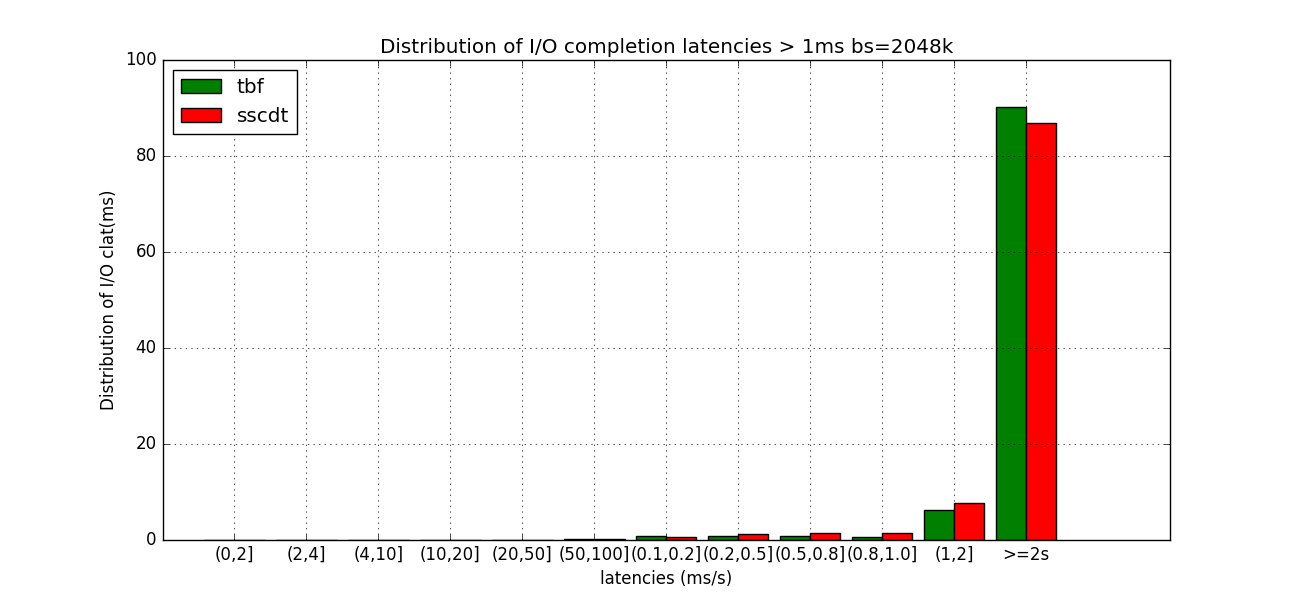 Distribution of I/O completion latencies > 1ms bs=2048k
tbf
sscdt
100
80
60
40
20
0
Distribution of I/O clat(ms)
(0,2] (2,4] (4,10] (10,20] (20,50] (50,100] (0.1,0.2] (0.2,0.5] (0.5,0.8] (0.8,1.0] (1,2] >=2s
latencies (ms/s)